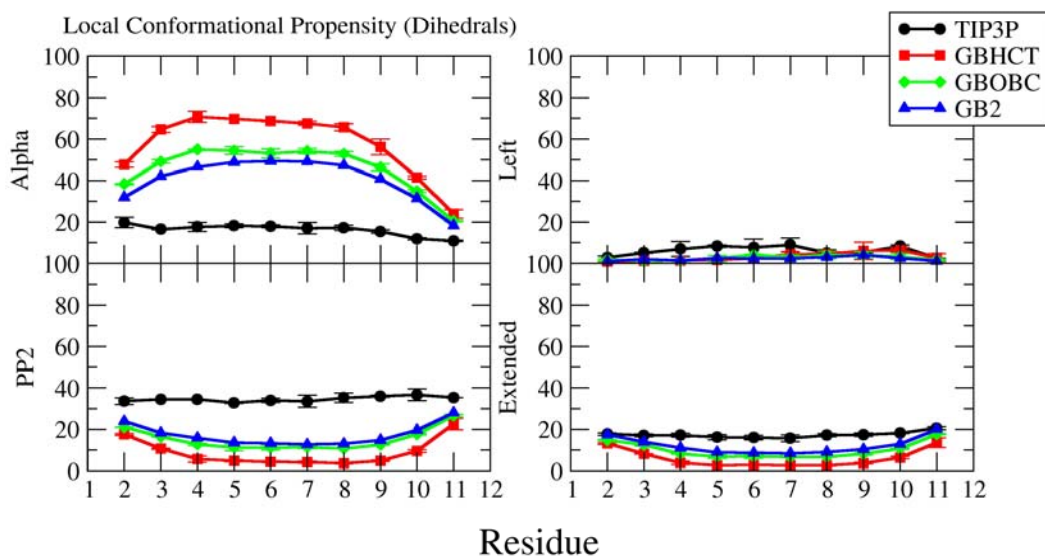 Local Conformational Propensity (Dihedrals)
TIP3P
GBHCT
GBOBC
GB2
100
80
60
40
20
Alpha
100
80
60
40
20
Left
100
80
60
40
20
0
PP2
1 2 3 4 5 6 7 8 9 10 11 12
100
80
60
40
20
0
Extended
1 2 3 4 5 6 7 8 9 10 11 12
Residue